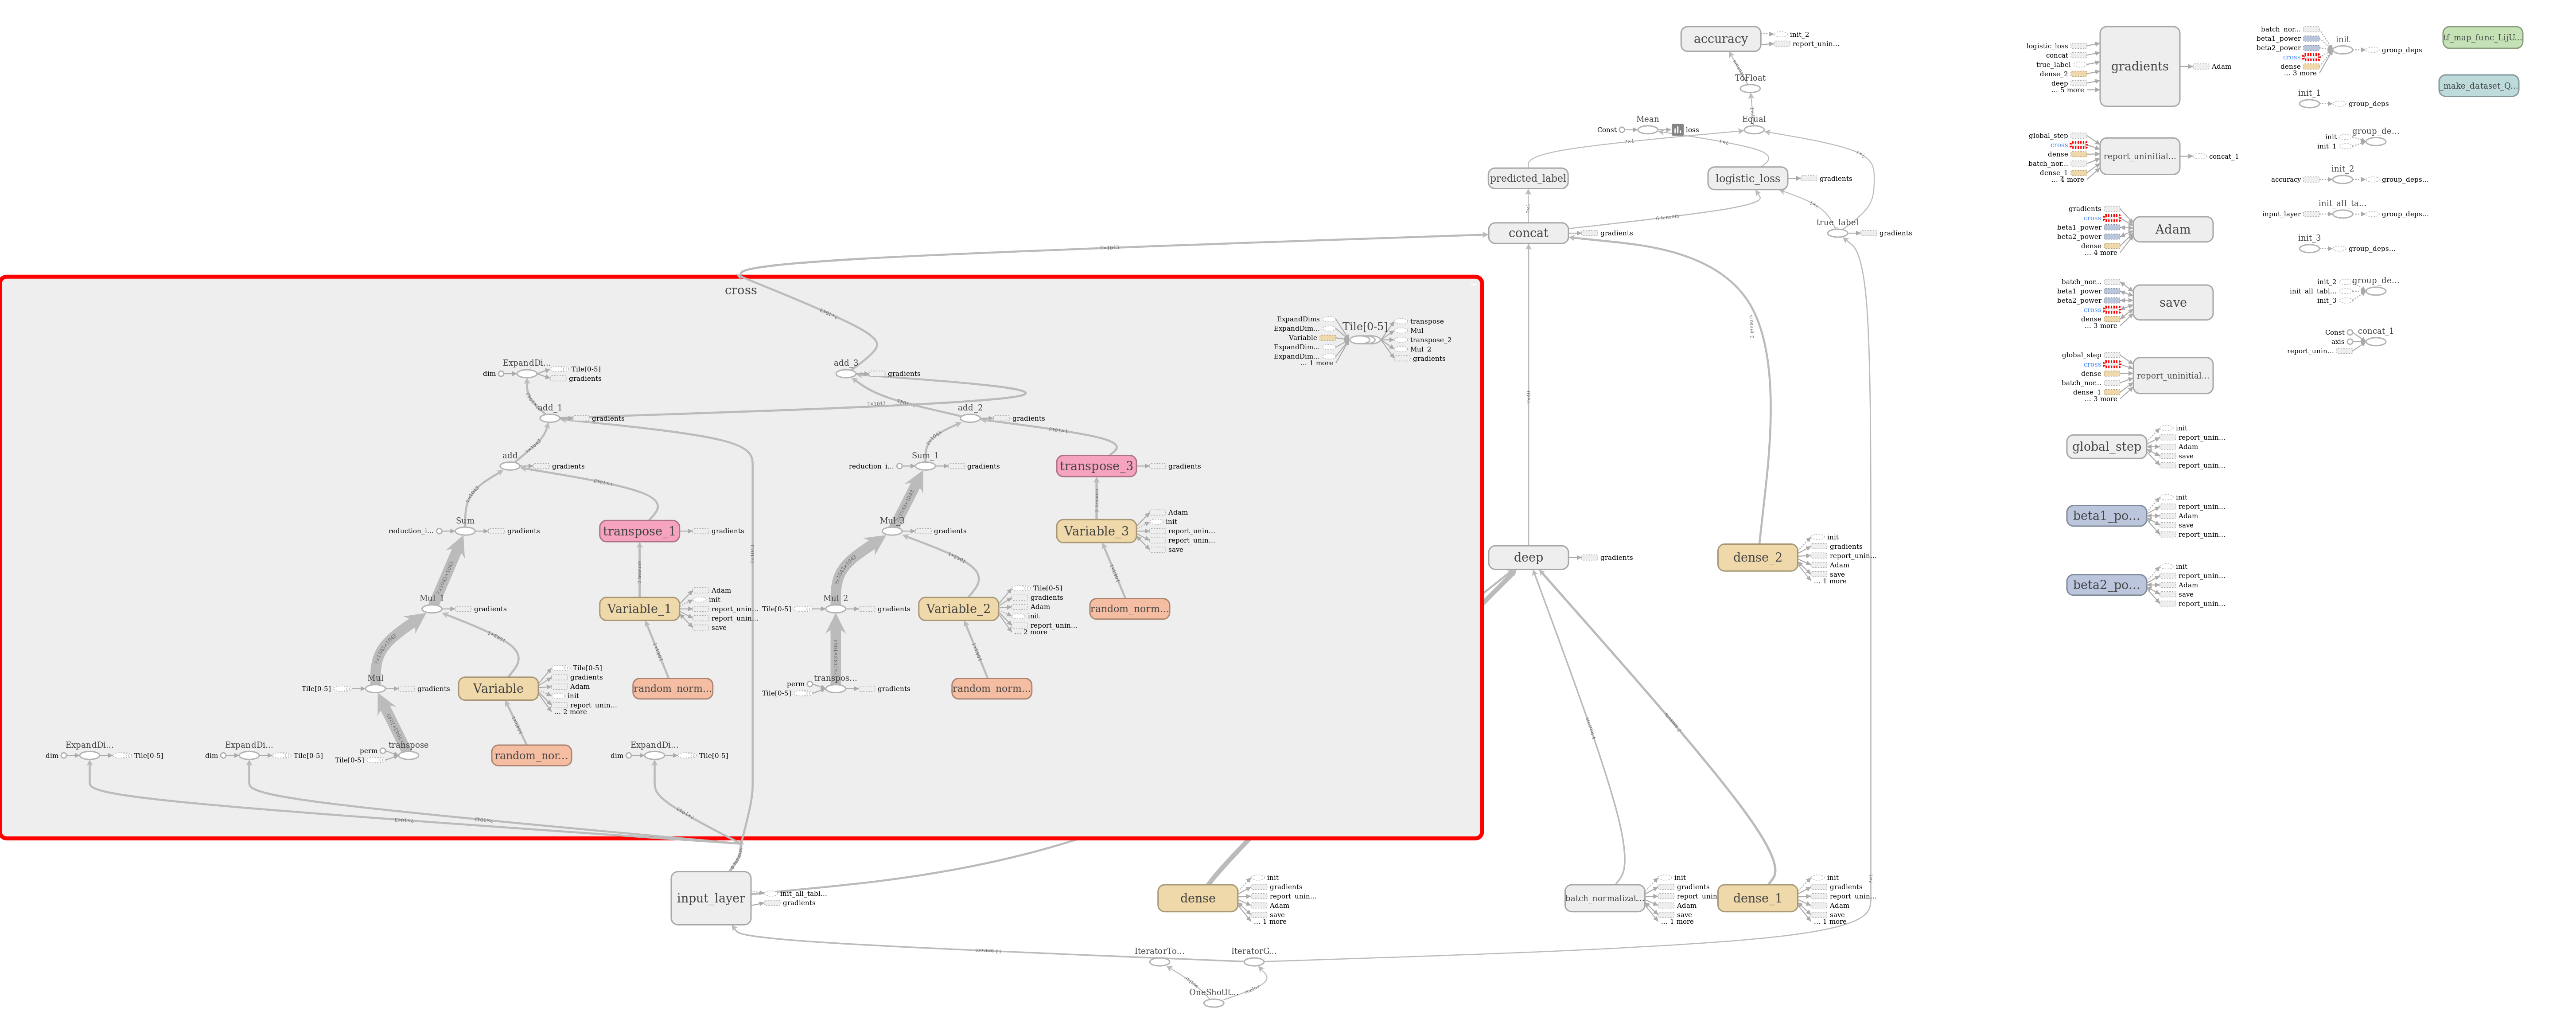 accuracy
init_2
report_unin...
ToFloat
Const
Mean
loss
Equal
predicted_label
logistic_loss
gradients
concat
gradients
true_label
gradients
cross
ExpandDims
ExpandDim...
Variable
ExpandDim...
ExpandDim...
... 1 more
Tile[0-5]
transpose
Mul
transpose_2
Mul_2
gradients
ExpandDi...
dim
Tile[0-5]
gradients
add_3
gradients
add_1
gradients
add_2
gradients
add
gradients
Sum_1
reduction_i...
gradients
transpose_3
gradients
Sum
reduction_i...
gradients
transpose_1
gradients
Mul_3
gradients
Variable_3
Adam
init
report_unin...
report_unin...
save
Mul_1
gradients
Variable_1
Adam
init
report_unin...
report_unin...
save
Mul_2
Tile[0-5]
gradients
Variable_2
Tile[0-5]
gradients
Adam
init
report_unin...
... 2 more
random_norm...
Mul
Tile[0-5]
gradients
Variable
Tile[0-5]
gradients
Adam
init
report_unin...
... 2 more
random_norm...
transpos...
perm
Tile[0-5]
gradients
random_norm...
ExpandDi...
dim
Tile[0-5]
ExpandDi...
dim
Tile[0-5]
transpose
perm
Tile[0-5]
random_nor...
ExpandDi...
dim
Tile[0-5]
deep
gradients
dense_2
init
gradients
report_unin...
Adam
save
... 1 more
input_layer
init_all_tabl...
gradients
dense
init
gradients
report_unin...
Adam
save
... 1 more
batch_normalizat...
init
gradients
report_unin
Adam
save
... 1 more
dense_1
init
gradients
report_unin...
Adam
save
... 1 more
IteratorTo...
IteratorG...
OneShotIt...
logistic_loss
concat
true_label
dense_2
deep
... 5 more
gradients
Adam
global_step
cross
dense
batch_nor...
dense_1
... 4 more
report_uninitial...
concat_1
gradients
cross
beta1_power
beta2_power
dense
... 4 more
Adam
batch_nor...
beta1_power
beta2_power
cross
dense
... 3 more
save
global_step
cross
dense
batch_nor...
dense_1
... 3 more
report_uninitial...
global_step
init
report_unin...
Adam
save
report_unin...
beta1_po...
init
report_unin...
Adam
save
report_unin...
beta2_po...
init
report_unin...
Adam
save
report_unin...
batch_nor...
beta1_power
beta2_power
cross
dense
... 3 more
init
group_deps
init_1
group_deps
init
init_1
group_de...
init_2
accuracy
group_deps...
init_all_ta...
input_layer
group_deps...
init_3
group_deps...
init_2
init_all_tabl...
init_3
group_de...
Const
axis
report_unin...
concat_1
tf_map_func_LijU...
_make_dataset_Q...